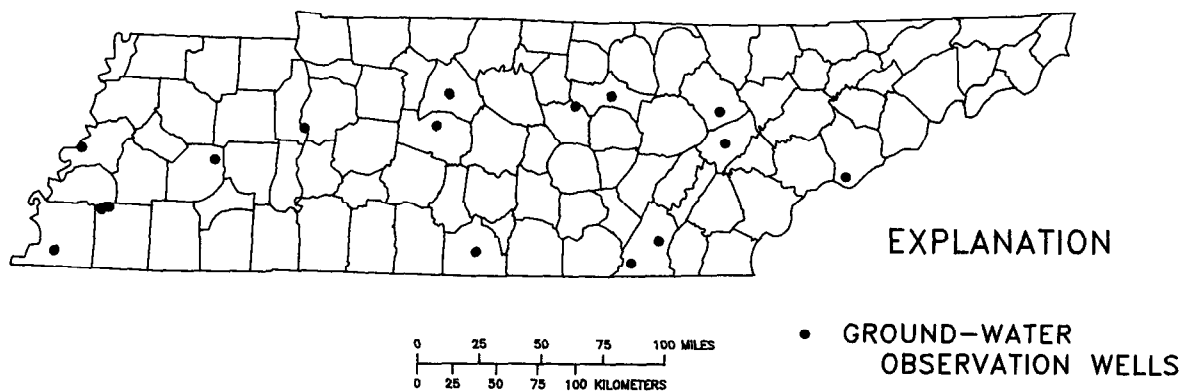 EXPLANATION
● GROUND-WATER
OBSERVATION WELLS
0 25 50 75 100 MILES
0 25 50 75 100 KILOMETERS